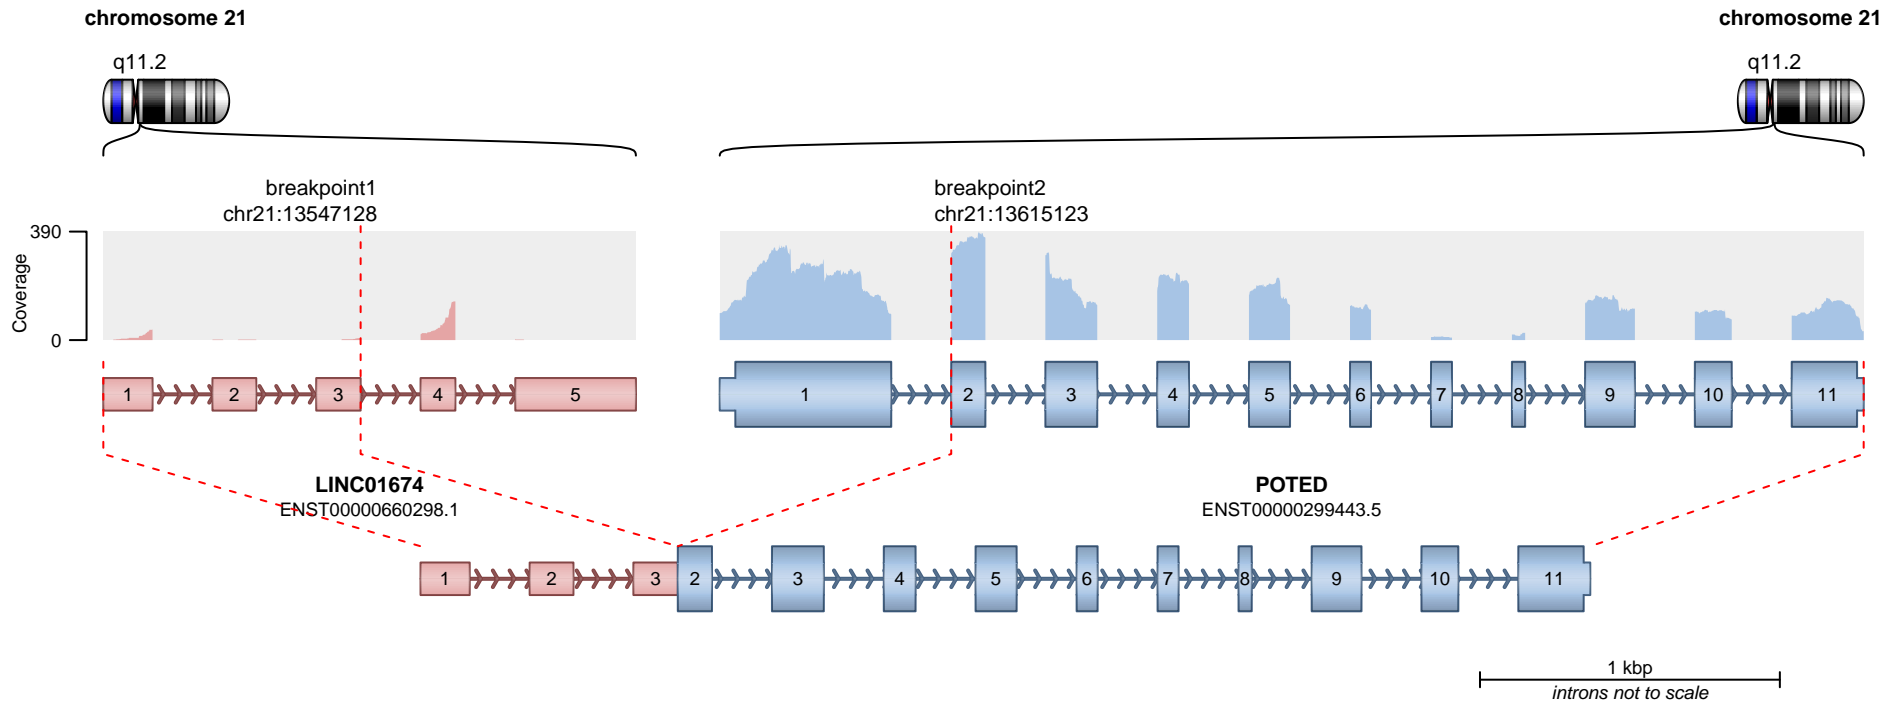 chromosome 21
chromosome 21
q11.2
q11.2
breakpoint1
chr21:13547128
breakpoint2
chr21:13615123
390
Coverage
0
1 2 3 4 5
1 2 3 4 5 6 7 8 9 10 11
LINC01674
ENST00000660298.1
POTED
ENST00000299443.5
1 2 3 2 3 4 5 6 7 8 9 10 11
1 kbp
introns not to scale